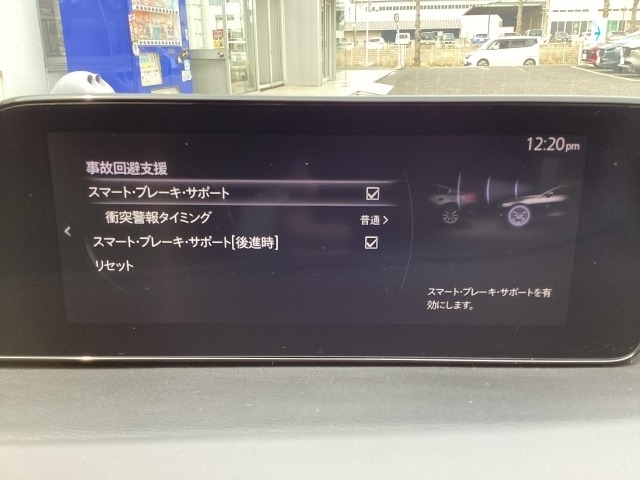 12:20pm
事故回避支援
スマート・ブレーキ・サポート
衝突警報タイミング 普通
スマート・ブレーキ・サポート[後進時]
リセット
スマート・ブレーキ・サポートを有
効にします。